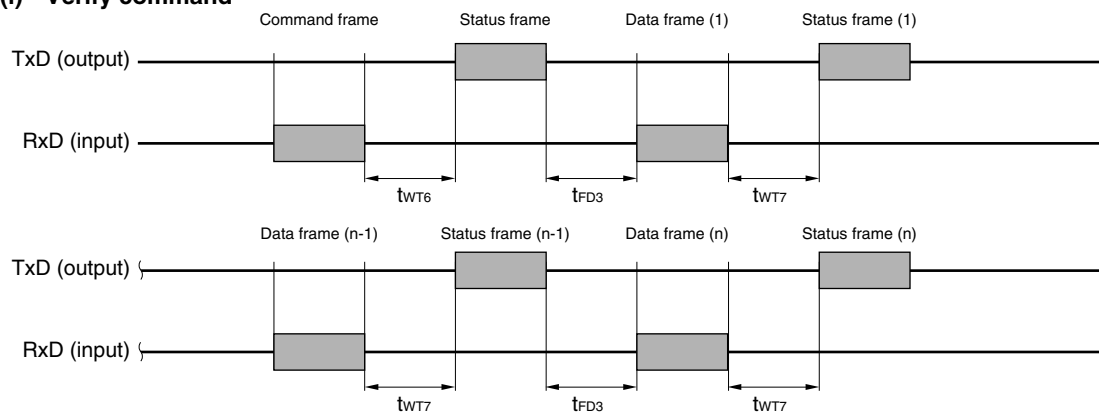 Verify command
Command frame Status frame Data frame (1) Status frame (1)
TxD (output)
RxD (input)
tWT6 tFD3 tWT7
Data frame (n-1) Status frame (n-1) Data frame (n) Status frame (n)
TxD (output)
RxD (input)
tWT7 tFD3 tWT7